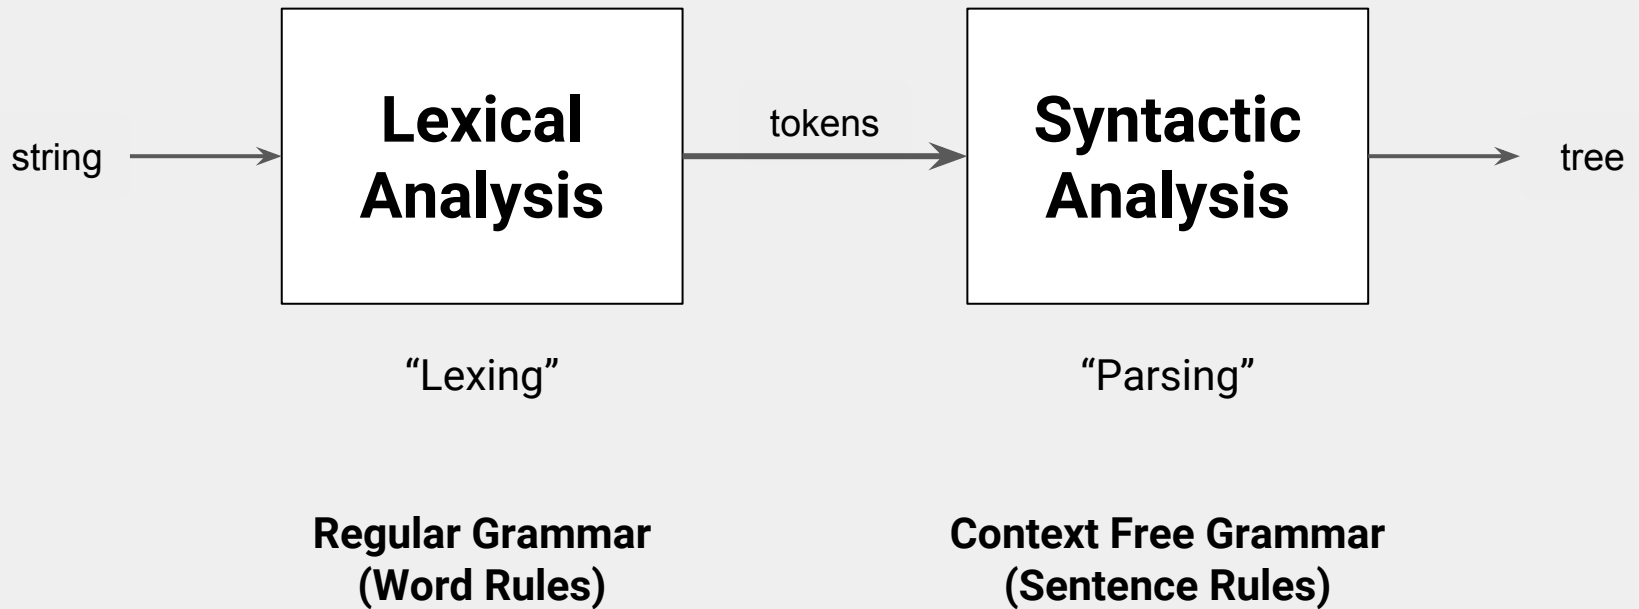 string
Lexical
Analysis
tokens
Syntactic
Analysis
tree
“Lexing”
“Parsing”
Regular Grammar
(Word Rules)
Context Free Grammar
(Sentence Rules)